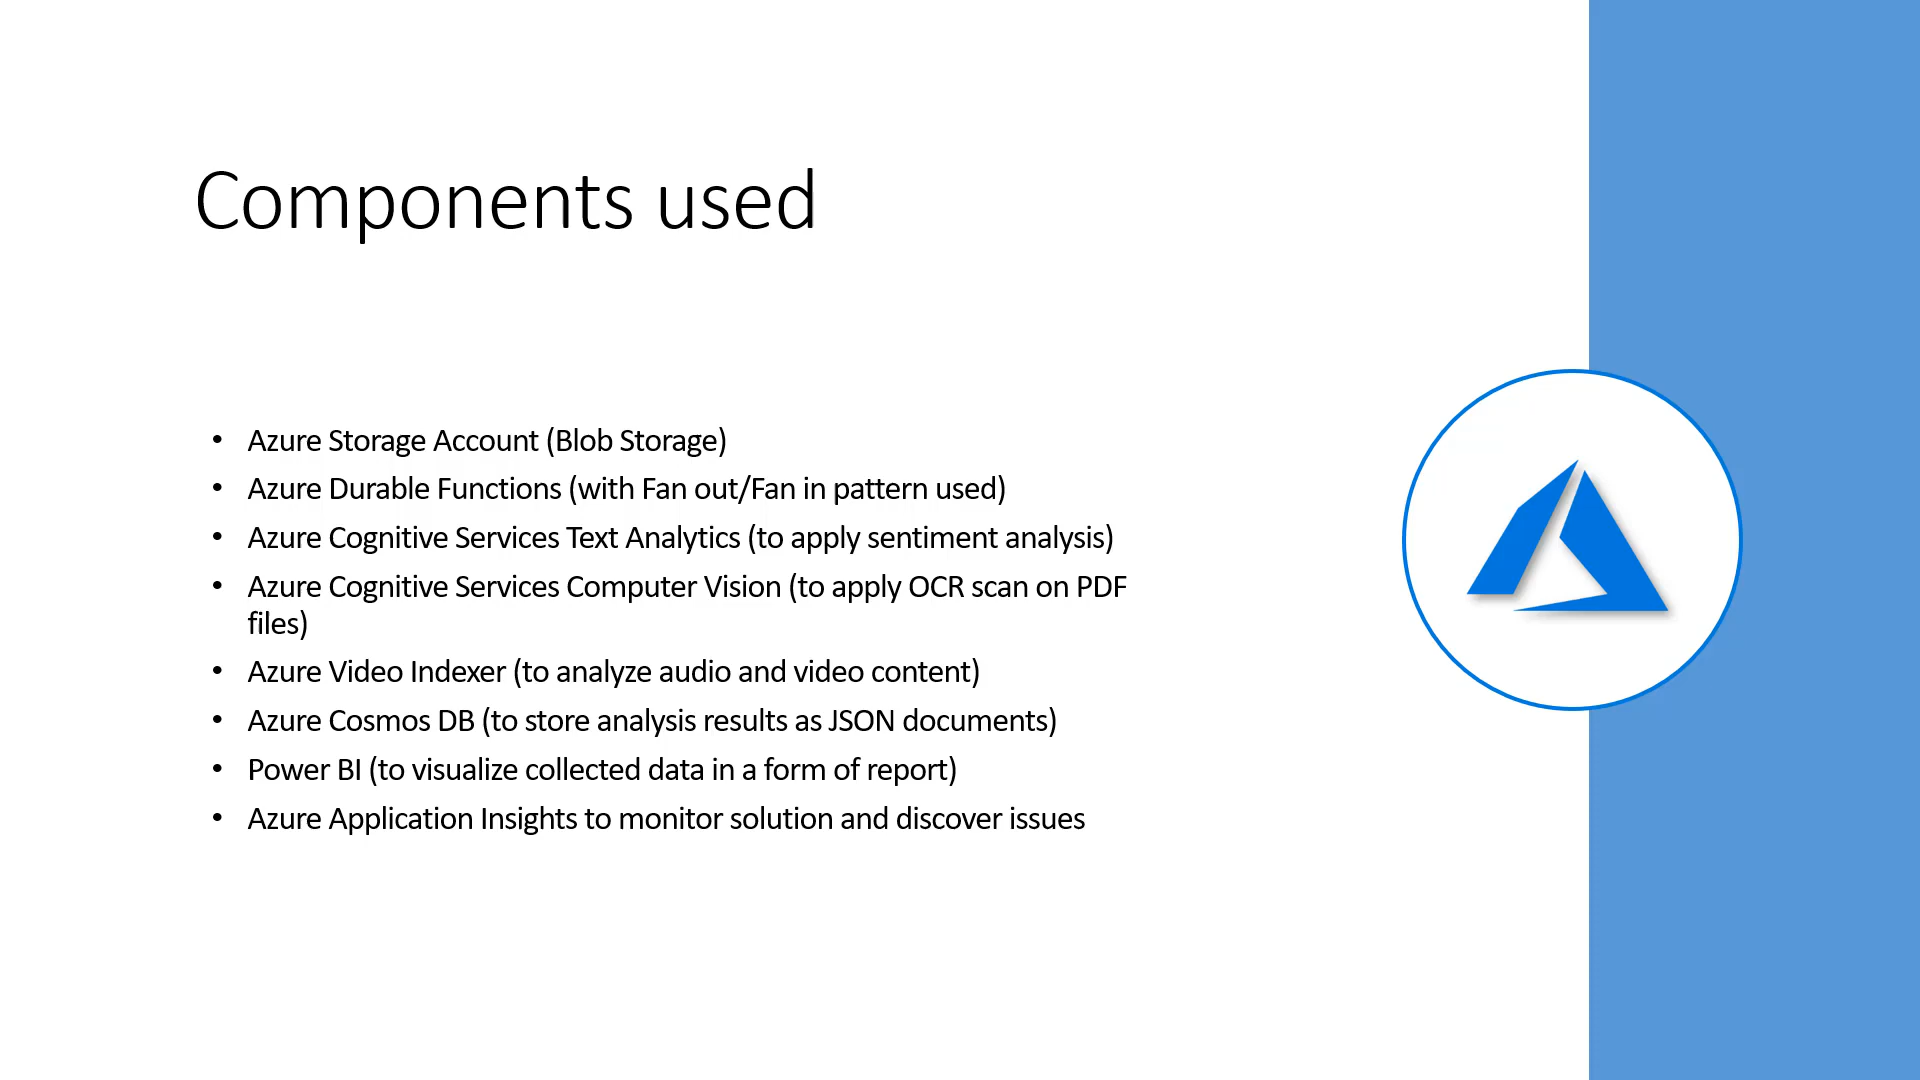 Components used
• Azure Storage Account (Blob Storage)
• Azure Durable Functions (with Fan out/Fan in pattern used)
• Azure Cognitive Services Text Analytics (to apply sentiment analysis)
• Azure Cognitive Services Computer Vision (to apply OCR scan on PDF
files)
• Azure Video Indexer (to analyze audio and video content)
• Azure Cosmos DB (to store analysis results as JSON documents)
• Power BI (to visualize collected data in a form of report)
• Azure Application Insights to monitor solution and discover issues